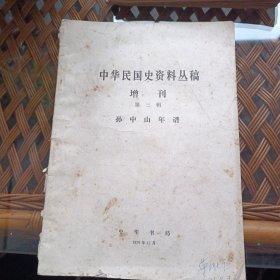 中华民国史资料丛稿
增刊
第二辑
孙中山年谱
中华书局